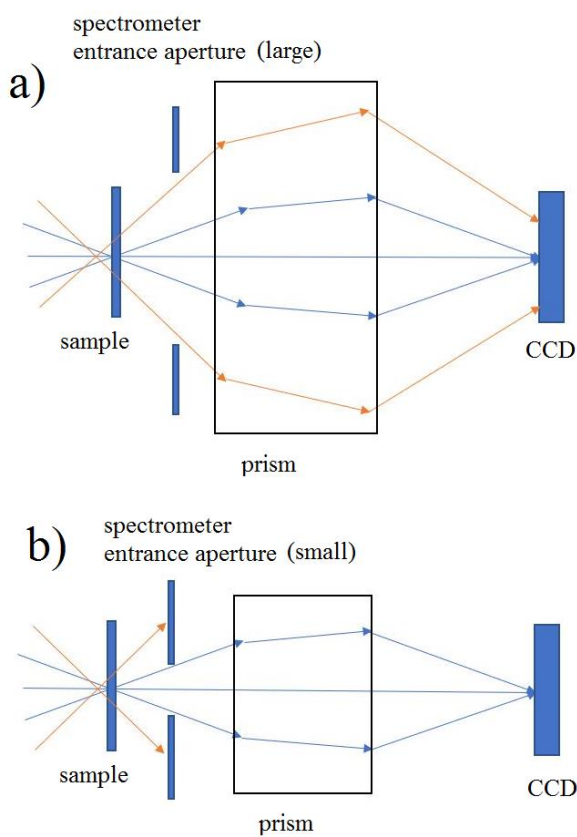 spectrometer
entrance aperture (large)
a)
sample
CCD
prism
spectrometer
entrance aperture (small)
b)
sample
CCD
prism